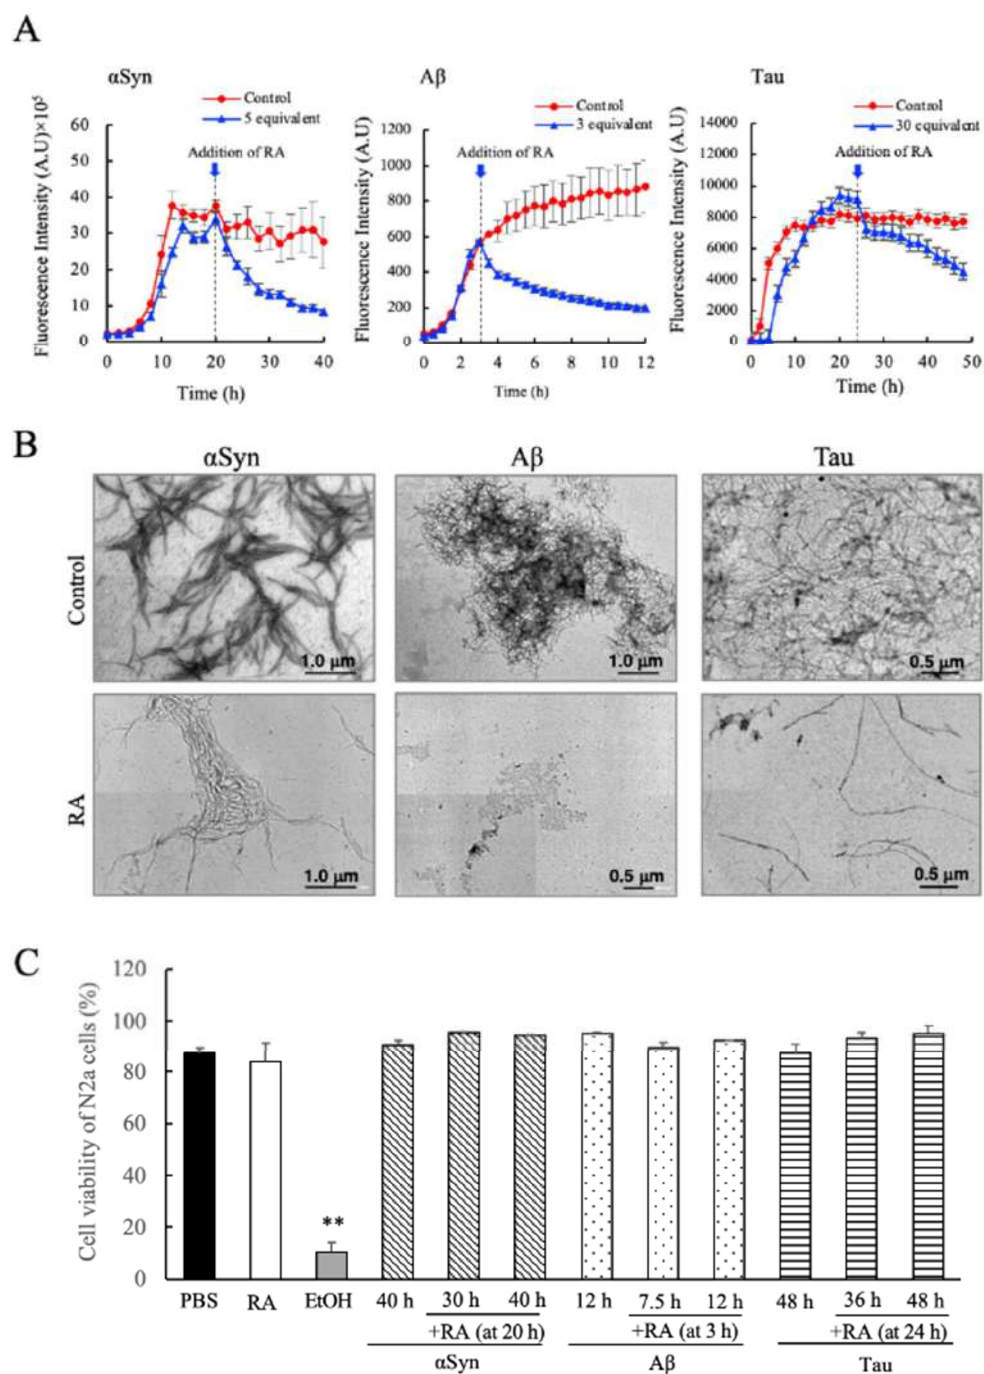 A
αSyn
Control
5 equivalent
Addition of RA
Fluorescence Intensity (A.U)×10⁵
60
50
40
30
20
10
0
0 10 20 30 40
Time (h)
Aβ
Control
3 equivalent
Addition of RA
Fluorescence Intensity (A.U)
1200
1000
800
600
400
200
0
0 2 4 6 8 10 12
Time (h)
Tau
Control
30 equivalent
Addition of RA
Fluorescence Intensity (A.U)
14000
12000
10000
8000
6000
4000
2000
0
0 10 20 30 40 50
Time (h)
B
αSyn Aβ Tau
Control
1.0 μm 1.0 μm 0.5 μm
RA
1.0 μm 0.5 μm 0.5 μm
C
Cell viability of N2a cells (%)
120
100
80
60
40
20
0
**
PBS RA EtOH 40 h 30 h 40 h 12 h 7.5 h 12 h 48 h 36 h 48 h
+RA (at 20 h) +RA (at 3 h) +RA (at 24 h)
αSyn Aβ Tau